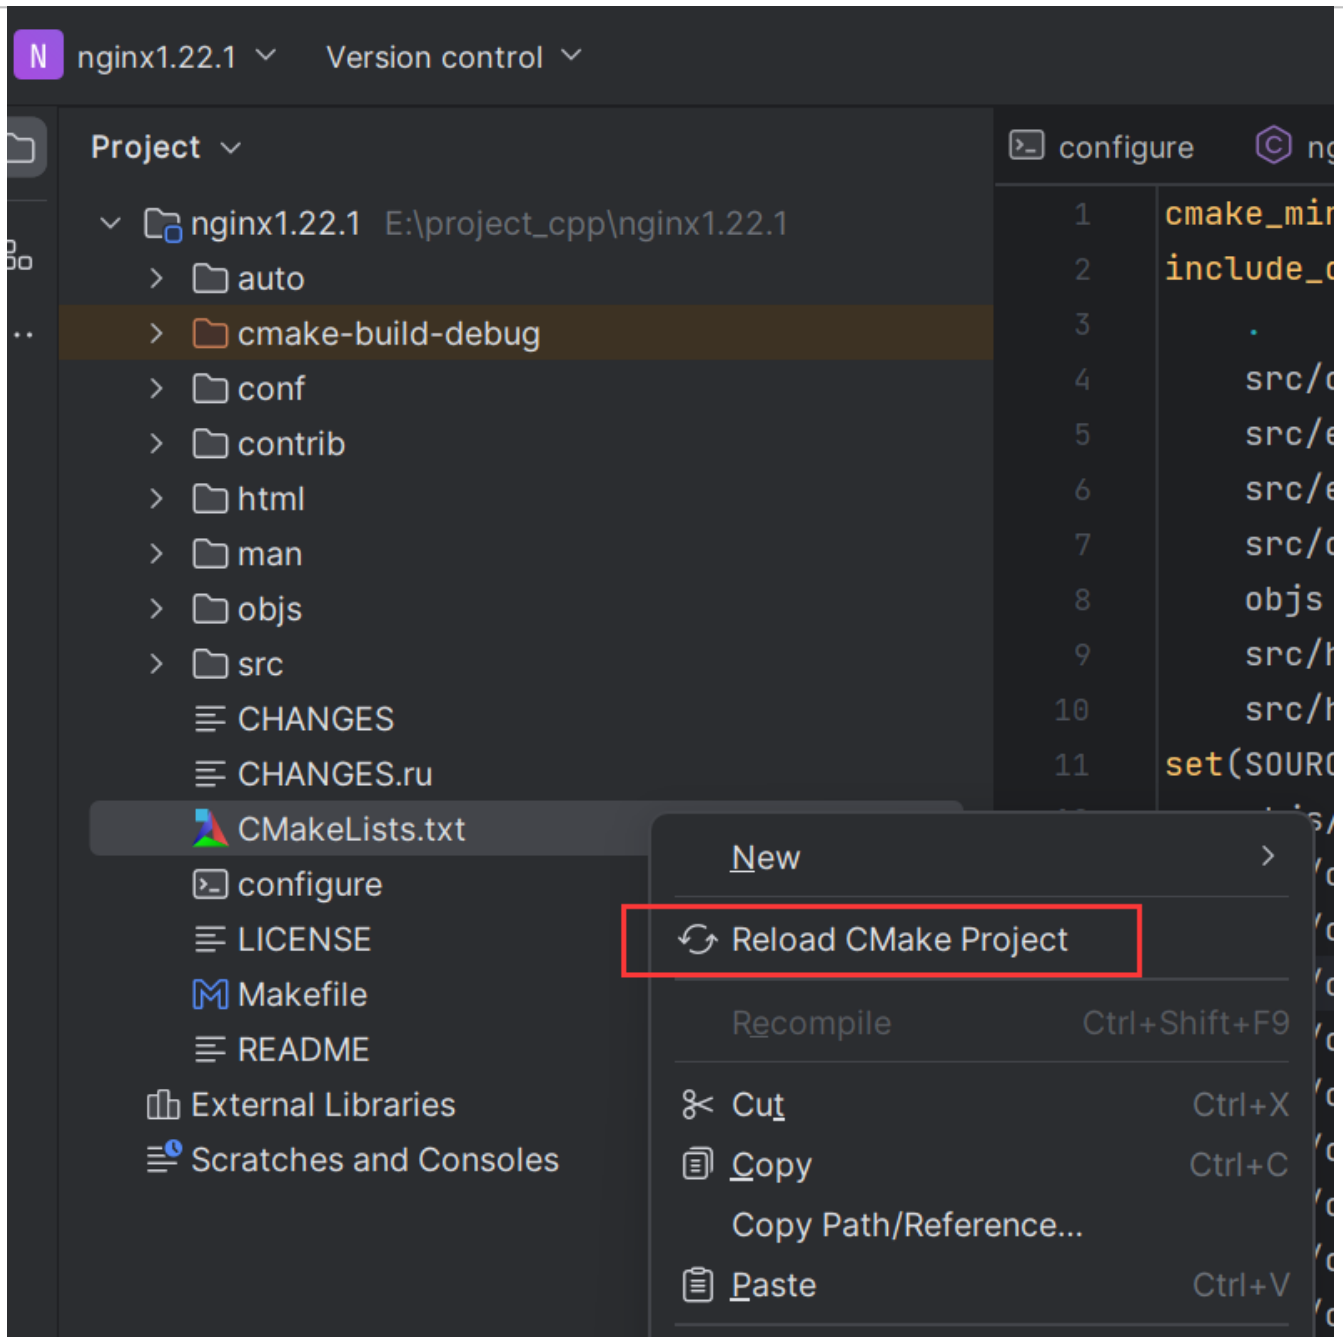 N nginx1.22.1 Version control
Project
configure
nginx1.22.1 E:\project_cpp\nginx1.22.1
auto
cmake-build-debug
conf
contrib
html
man
objs
src
CHANGES
CHANGES.ru
CMakeLists.txt
configure
LICENSE
Makefile
README
External Libraries
Scratches and Consoles
1 cmake_mi
2 include_
3 .
4 src/
5 src/
6 src/
7 src/
8 objs
9 src/
10 src/
11 set(SOUR
New
Reload CMake Project
Recompile Ctrl+Shift+F9
Cut Ctrl+X
Copy Ctrl+C
Copy Path/Reference...
Paste Ctrl+V